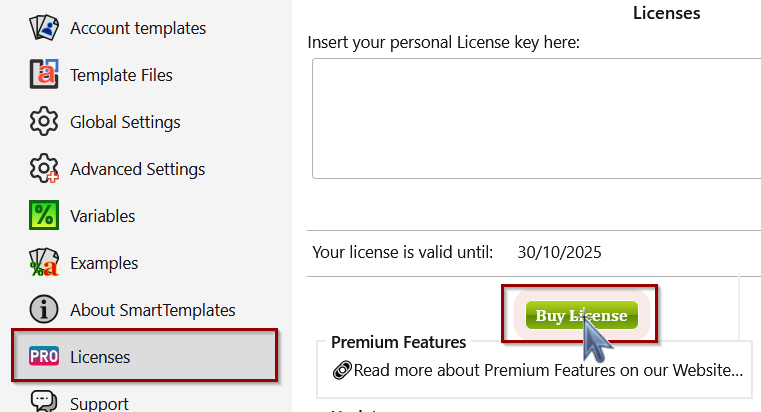 Account templates
Template Files
Global Settings
Advanced Settings
Variables
Examples
About SmartTemplates
PRO Licenses
Support
Licenses
Insert your personal License key here:
Your license is valid until: 30/10/2025
Buy License
Premium Features
Read more about Premium Features on our Website...